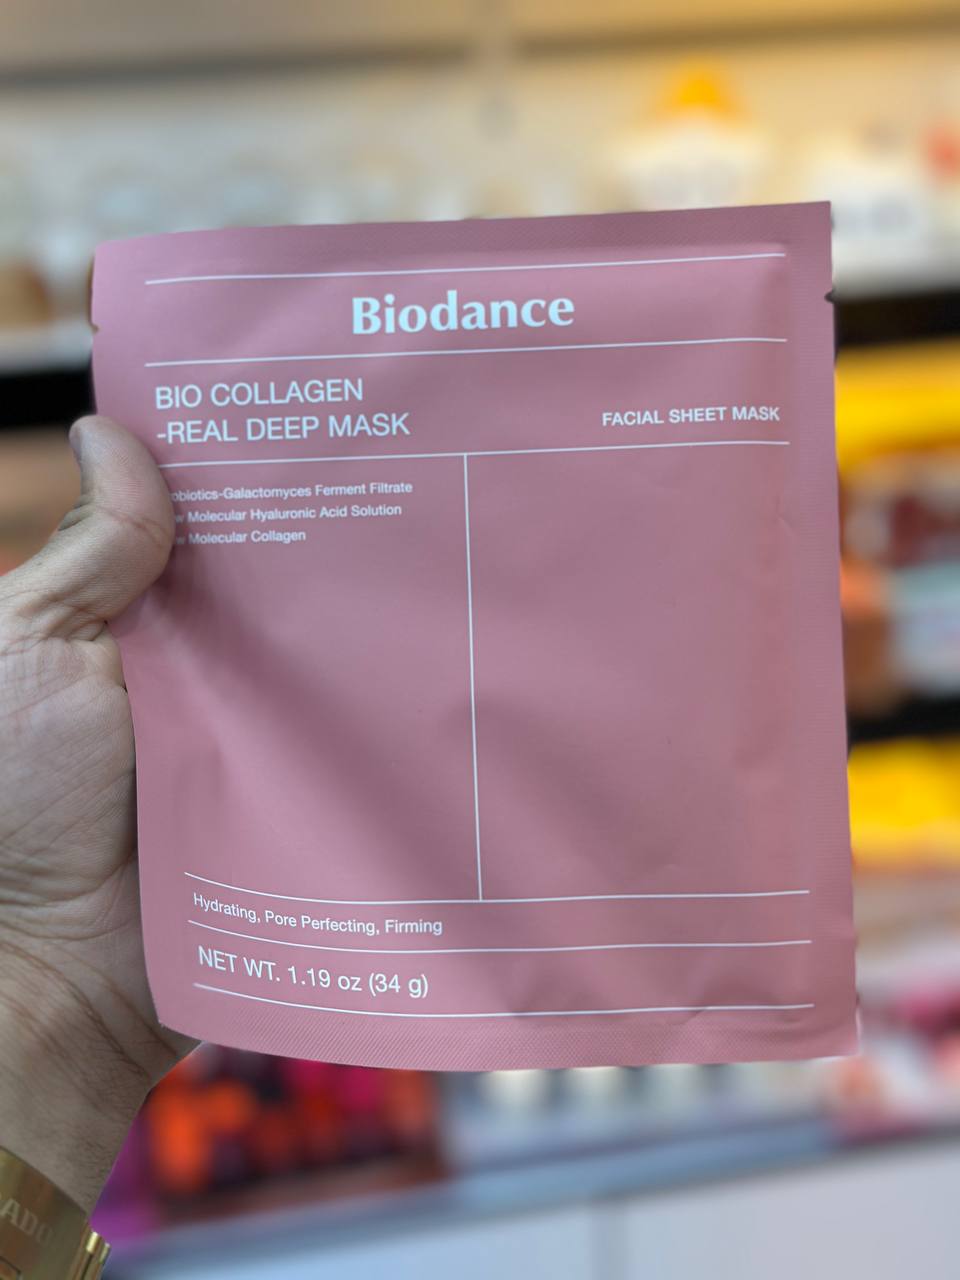 Biodance
BIO COLLAGEN
-REAL DEEP MASK
FACIAL SHEET MASK
obiotics-Galactomyces Ferment Filtrate
w Molecular Hyaluronic Acid Solution
w Molecular Collagen
Hydrating, Pore Perfecting, Firming
NET WT. 1.19 oz (34 g)